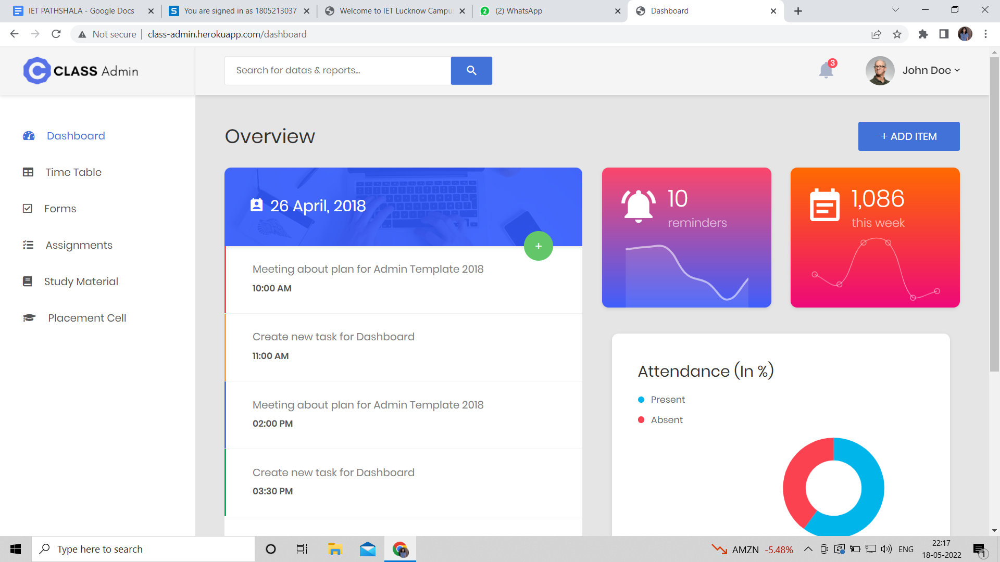 IET PATHSHALA - Google Docs
You are signed in as 1805213037
Welcome to IET Lucknow Campu
2
(2) WhatsApp
Dashboard
Not secure
class-admin.herokuapp.com/dashboard
CLASS Admin
Search for datas & reports...
3
John Doe
Dashboard
Time Table
Forms
Assignments
Study Material
Placement Cell
Overview
+ ADD ITEM
26 April, 2018
+
Meeting about plan for Admin Template 2018
10:00 AM
Create new task for Dashboard
11:00 AM
Meeting about plan for Admin Template 2018
02:00 PM
Create new task for Dashboard
03:30 PM
10
reminders
1,086
this week
Attendance (In %)
Present
Absent
Type here to search
AMZN -5.48%
ENG
22:17
18-05-2022
1